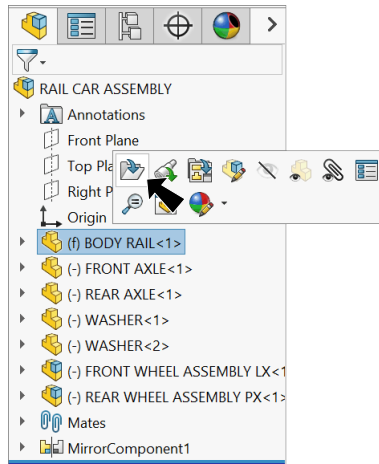 RAIL CAR ASSEMBLY
Annotations
Front Plane
Top Pla
Right P
Origin
(f) BODY RAIL<1>
(-) FRONT AXLE<1>
(-) REAR AXLE<1>
(-) WASHER<1>
(-) WASHER<2>
(-) FRONT WHEEL ASSEMBLY LX<1
(-) REAR WHEEL ASSEMBLY PX<1>
Mates
MirrorComponent1